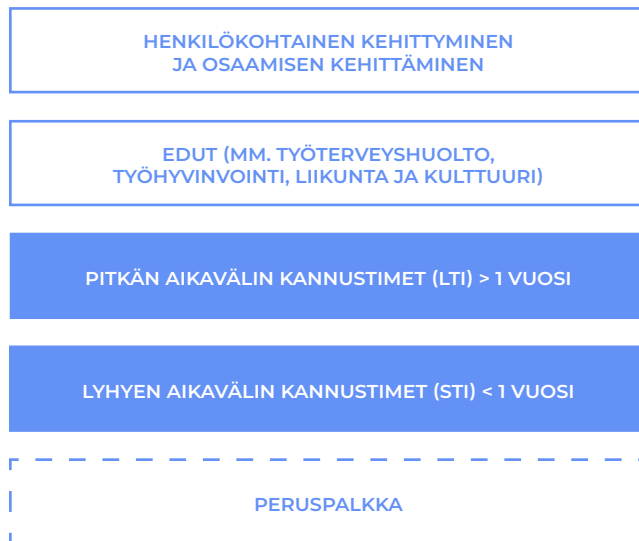 HENKILÖKOHTAINEN KEHITTYMINEN
JA OSAAMISEN KEHITTÄMINEN
EDUT (MM. TYÖTERVEYSHUOLTO,
TYÖHYVINVOINTI, LIIKUNTA JA KULTTUURI)
PITKÄN AIKAVÄLIN KANNUSTIMET (LTI) > 1 VUOSI
LYHYEN AIKAVÄLIN KANNUSTIMET (STI) < 1 VUOSI
PERUSPALKKA